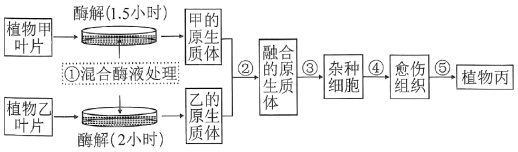 酶解(1.5小时)
植物甲
叶片
甲的
原生
质体
①混合酶液处理
植物乙
叶片
酶解(2小时)
乙的
原生
质体
②
融合
的原
生质
体
③
杂种
细胞
④
愈伤
组织
⑤
植物丙